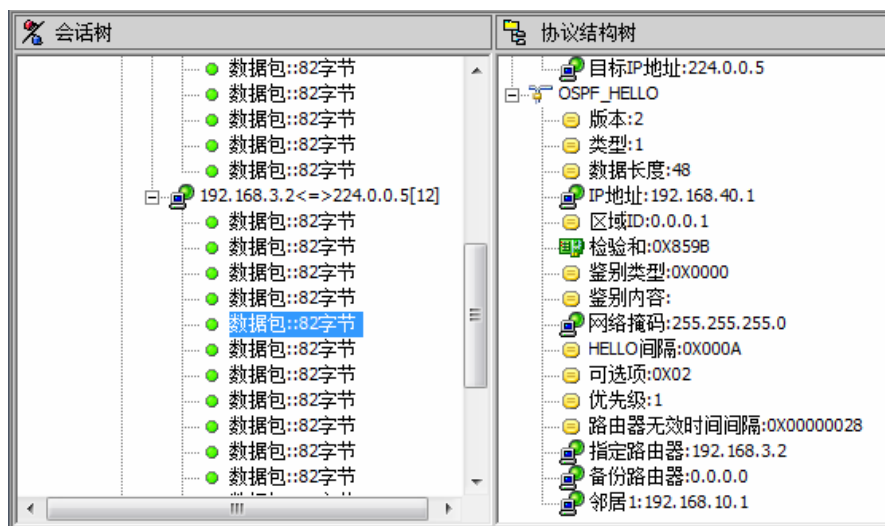 会话树
数据包::82字节
数据包::82字节
数据包::82字节
数据包::82字节
数据包::82字节
192.168.3.2<=>224.0.0.5[12]
数据包::82字节
数据包::82字节
数据包::82字节
数据包::82字节
数据包::82字节
数据包::82字节
数据包::82字节
数据包::82字节
数据包::82字节
数据包::82字节
数据包::82字节
协议结构树
目标IP地址:224.0.0.5
OSPF_HELLO
版本:2
类型:1
数据长度:48
IP地址:192.168.40.1
区域ID:0.0.0.1
检验和:0X859B
鉴别类型:0X0000
鉴别内容:
网络掩码:255.255.255.0
HELLO间隔:0X000A
可选项:0X02
优先级:1
路由器无效时间间隔:0X00000028
指定路由器:192.168.3.2
备份路由器:0.0.0.0
邻居1:192.168.10.1